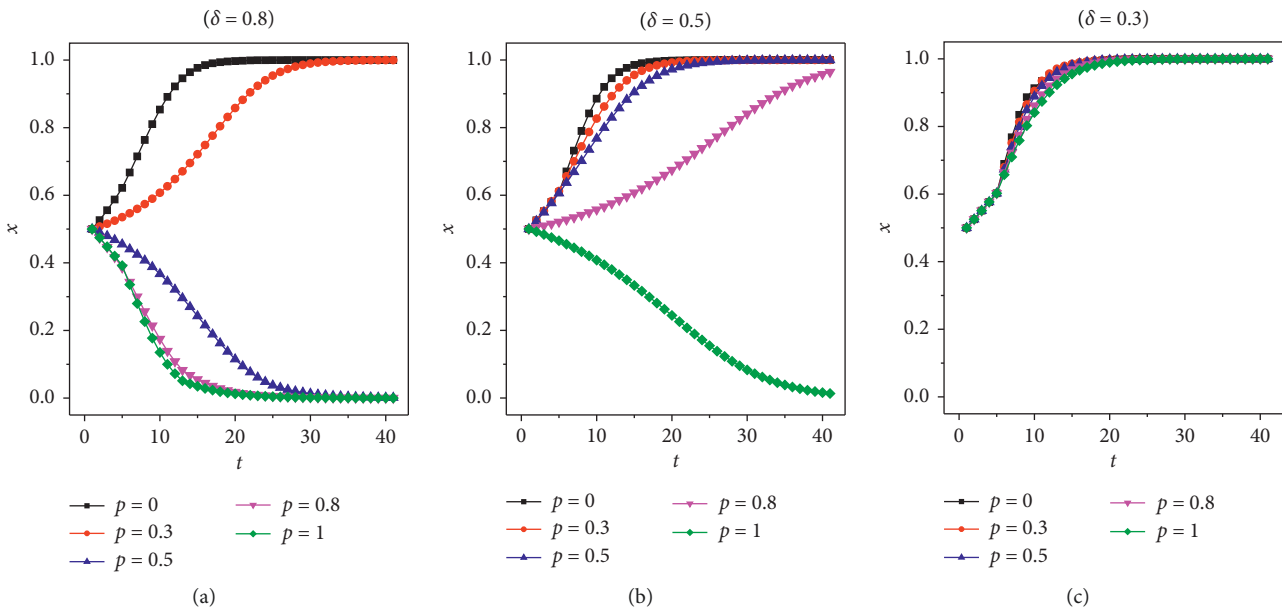 (δ = 0.8)
1.0
0.8
0.6
x
0.4
0.2
0.0
0 10 20 30 40
t
p = 0
p = 0.3
p = 0.5
p = 0.8
p = 1
(a)
(δ = 0.5)
1.0
0.8
0.6
x
0.4
0.2
0.0
0 10 20 30 40
t
p = 0
p = 0.3
p = 0.5
p = 0.8
p = 1
(b)
(δ = 0.3)
1.0
0.8
0.6
x
0.4
0.2
0.0
0 10 20 30 40
t
p = 0
p = 0.3
p = 0.5
p = 0.8
p = 1
(c)